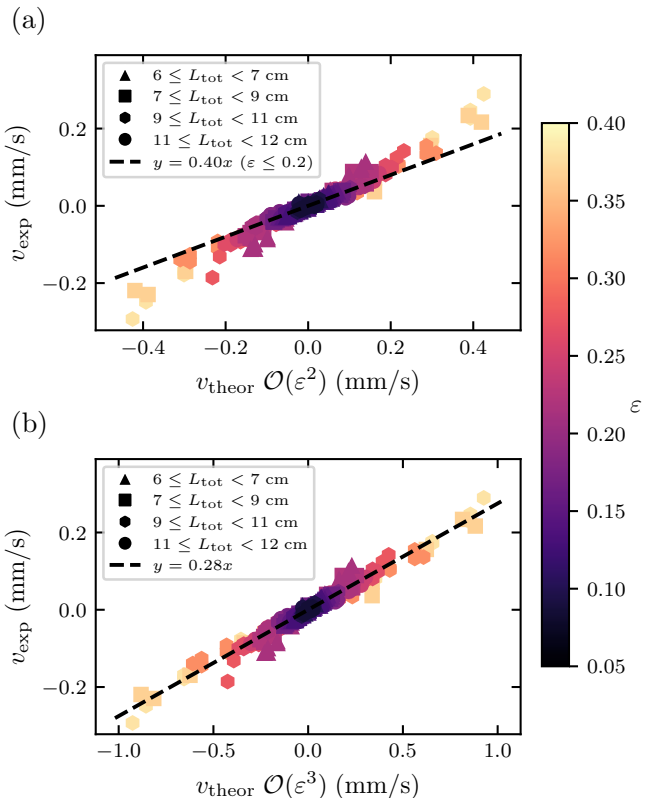 (a)
6 ≤ L_tot < 7 cm
7 ≤ L_tot < 9 cm
9 ≤ L_tot < 11 cm
11 ≤ L_tot < 12 cm
y = 0.40x (ε ≤ 0.2)
0.2
0.0
−0.2
v_exp (mm/s)
−0.4 −0.2 0.0 0.2 0.4
v_theor 𝒪(ε²) (mm/s)
(b)
6 ≤ L_tot < 7 cm
7 ≤ L_tot < 9 cm
9 ≤ L_tot < 11 cm
11 ≤ L_tot < 12 cm
y = 0.28x
0.2
0.0
−0.2
v_exp (mm/s)
−1.0 −0.5 0.0 0.5 1.0
v_theor 𝒪(ε³) (mm/s)
0.40
0.35
0.30
0.25
0.20
0.15
0.10
0.05
ε